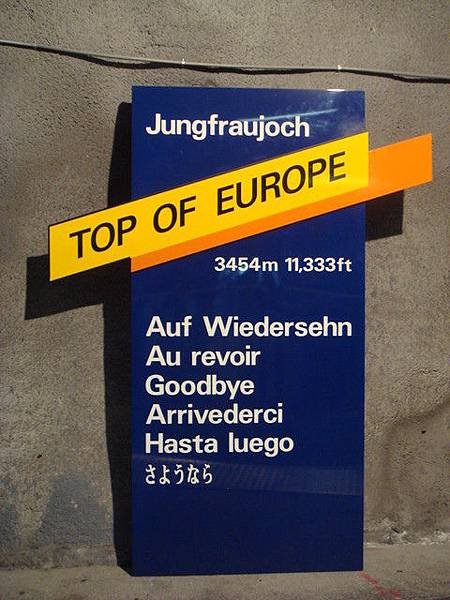 Jungfraujoch
TOP OF EUROPE
3454m 11,333ft
Auf Wiedersehn
Au revoir
Goodbye
Arrivederci
Hasta luego
さようなら